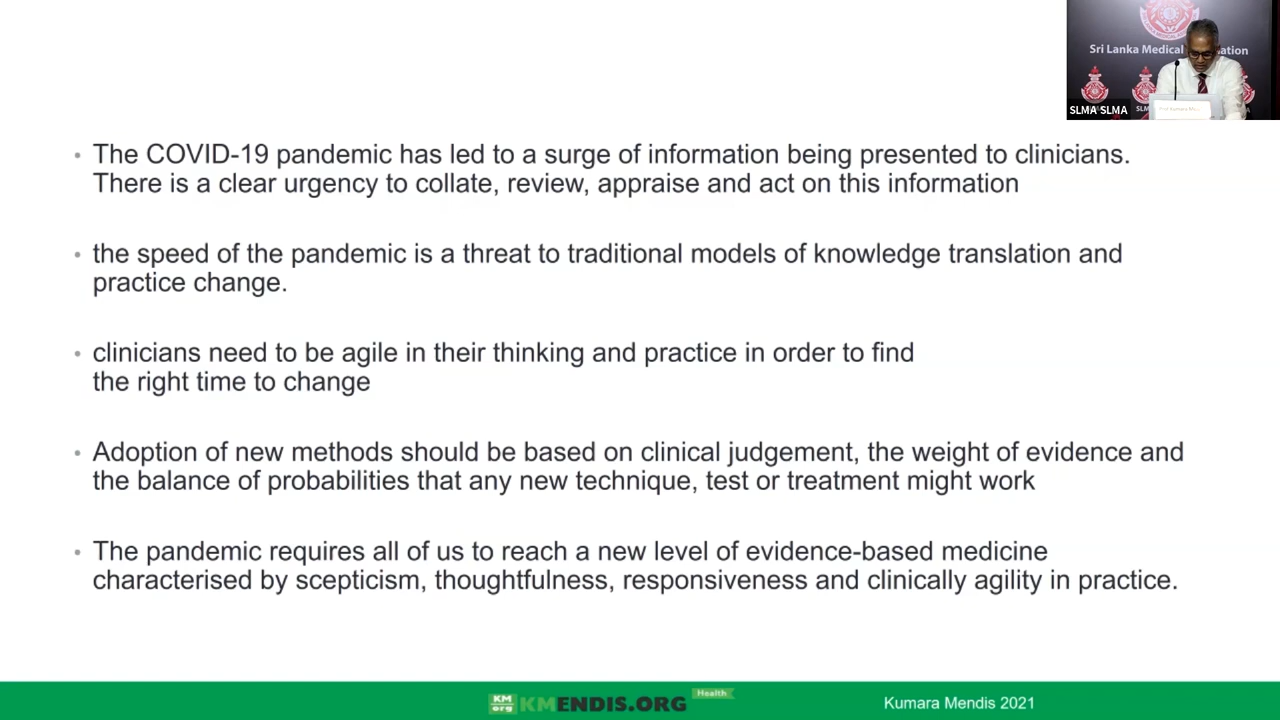 Sri Lanka Medical
SLMA SLMA
• The COVID-19 pandemic has led to a surge of information being presented to clinicians.
There is a clear urgency to collate, review, appraise and act on this information
• the speed of the pandemic is a threat to traditional models of knowledge translation and
practice change.
• clinicians need to be agile in their thinking and practice in order to find
the right time to change
• Adoption of new methods should be based on clinical judgement, the weight of evidence and
the balance of probabilities that any new technique, test or treatment might work
• The pandemic requires all of us to reach a new level of evidence-based medicine
characterised by scepticism, thoughtfulness, responsiveness and clinically agility in practice.
KM
org
KMENDIS.ORG
Health
Kumara Mendis 2021